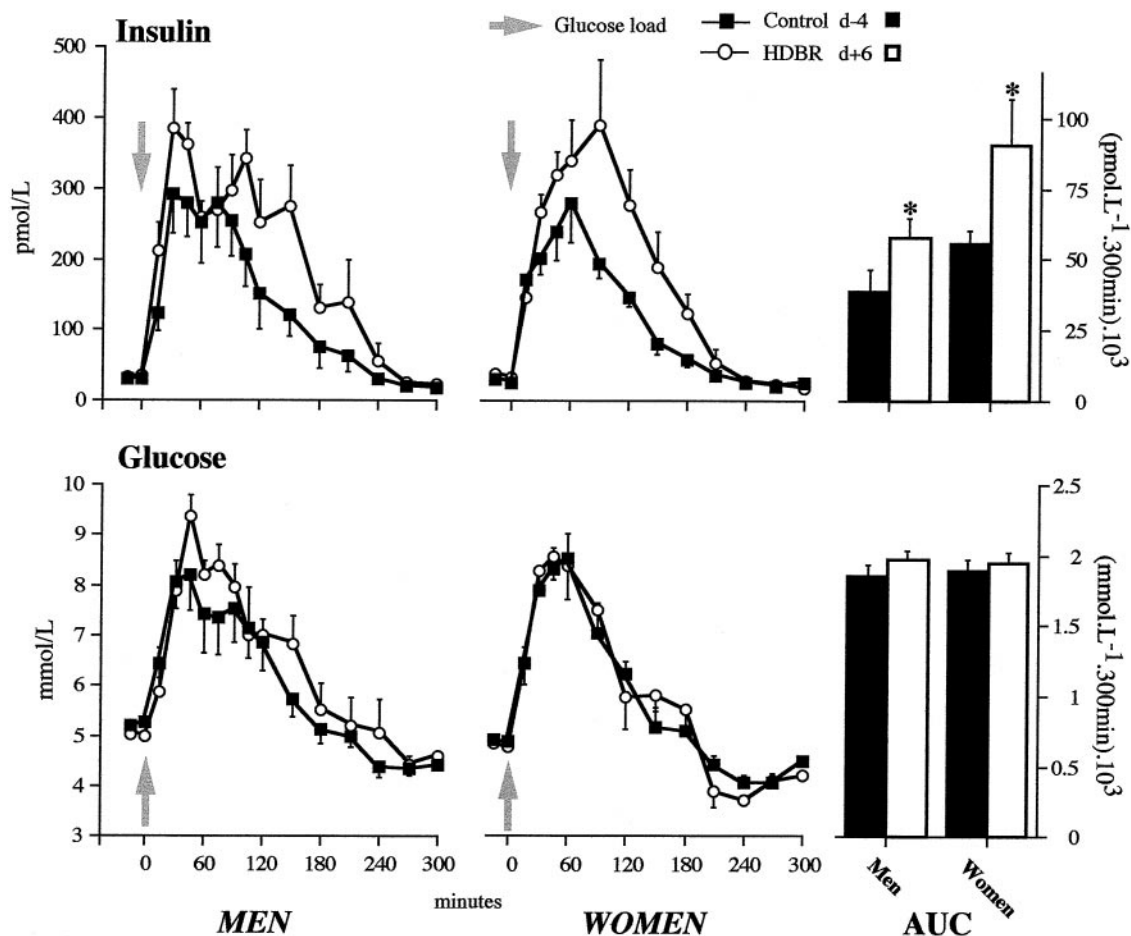 Insulin
Glucose load
Control d-4
HDBR d+6
500
400
300
200
100
0
pmol/L
*
*
100
75
50
25
0
(pmol.L-1.300min).103
Glucose
10
9
8
7
6
5
4
3
mmol/L
2.5
2
1.5
1
0.5
0
(mmol.L-1.300min).103
0 60 120 180 240 300
minutes
0 60 120 180 240 300
Men
Women
MEN
WOMEN
AUC